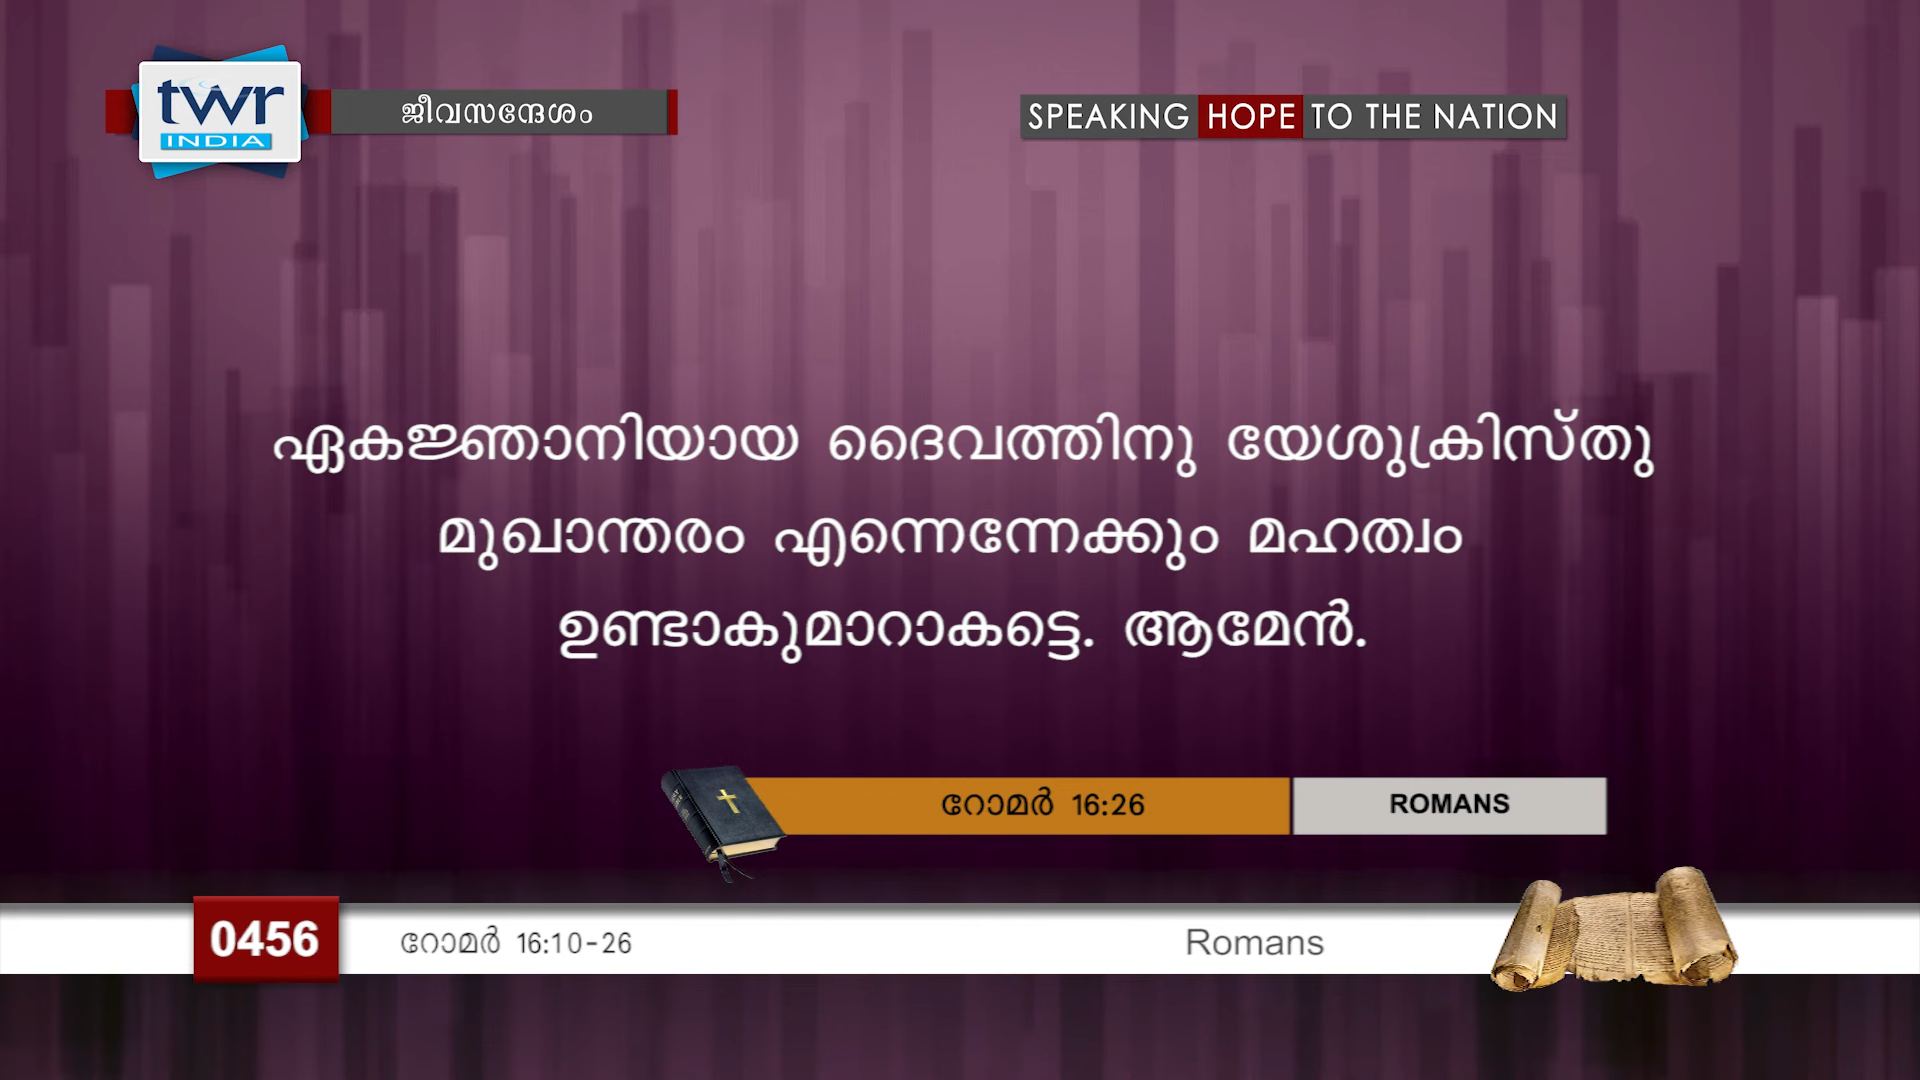 twr
INDIA
ജീവസന്ദേശം
SPEAKING HOPE TO THE NATION
ഏകജ്ഞാനിയായ ദൈവത്തിനു യേശുക്രിസ്തു
മുഖാന്തരം എന്നെന്നേക്കും മഹത്വം
ഉണ്ടാകുമാറാകട്ടെ. ആമേൻ.
റോമർ 16:26
ROMANS
0456
റോമർ 16:10-26
Romans